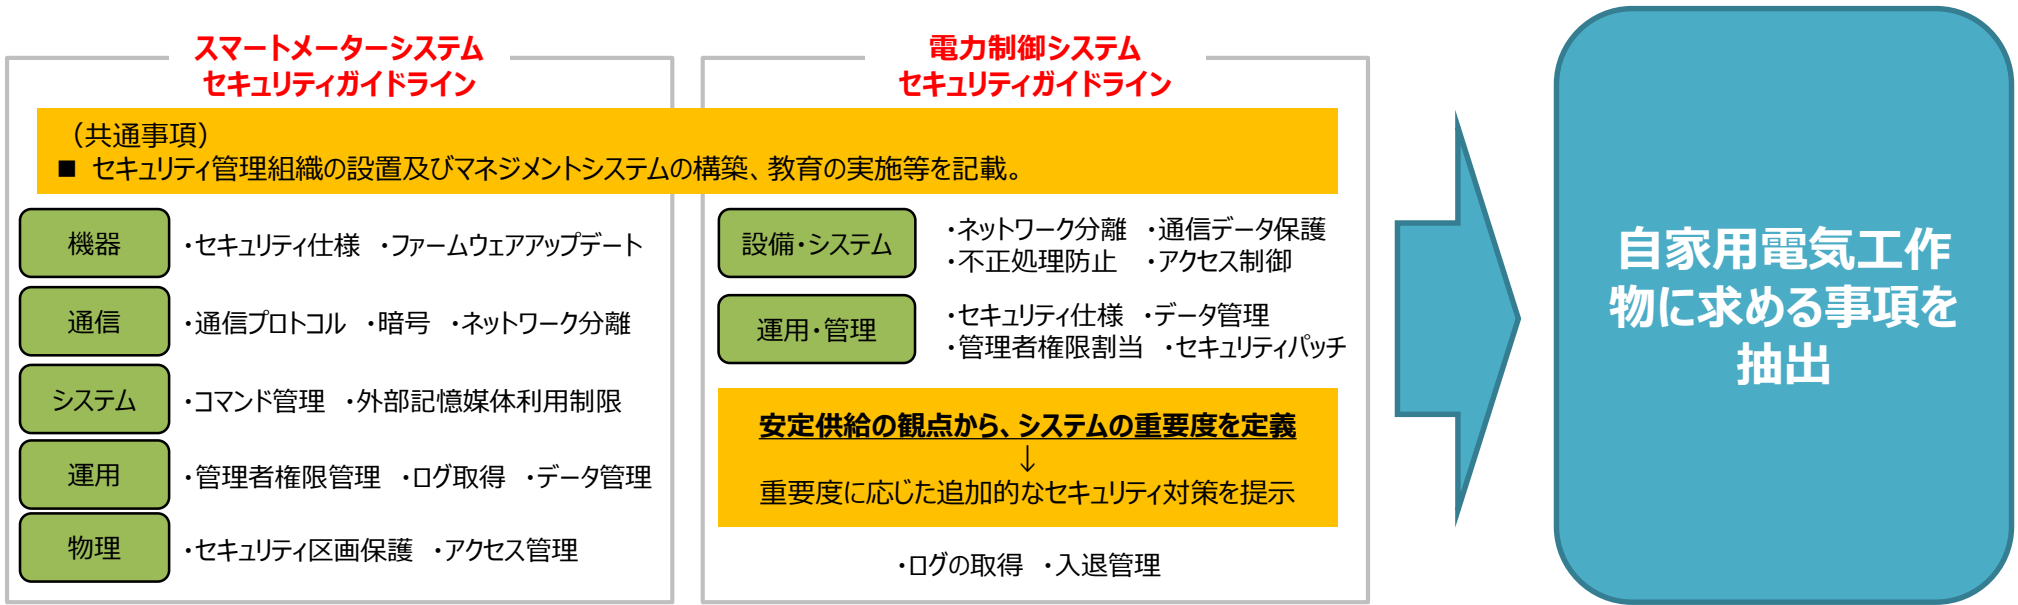 スマートメーターシステム
セキュリティガイドライン
電力制御システム
セキュリティガイドライン
（共通事項）
■ セキュリティ管理組織の設置及びマネジメントシステムの構築、教育の実施等を記載。
機器
・セキュリティ仕様 ・ファームウェアアップデート
通信
・通信プロトコル ・暗号 ・ネットワーク分離
システム
・コマンド管理 ・外部記憶媒体利用制限
運用
・管理者権限管理 ・ログ取得 ・データ管理
物理
・セキュリティ区画保護 ・アクセス管理
設備・システム
・ネットワーク分離 ・通信データ保護
・不正処理防止 ・アクセス制御
運用・管理
・セキュリティ仕様 ・データ管理
・管理者権限割当 ・セキュリティパッチ
安定供給の観点から、システムの重要度を定義
↓
重要度に応じた追加的なセキュリティ対策を提示
・ログの取得 ・入退管理
自家用電気工作
物に求める事項を
抽出